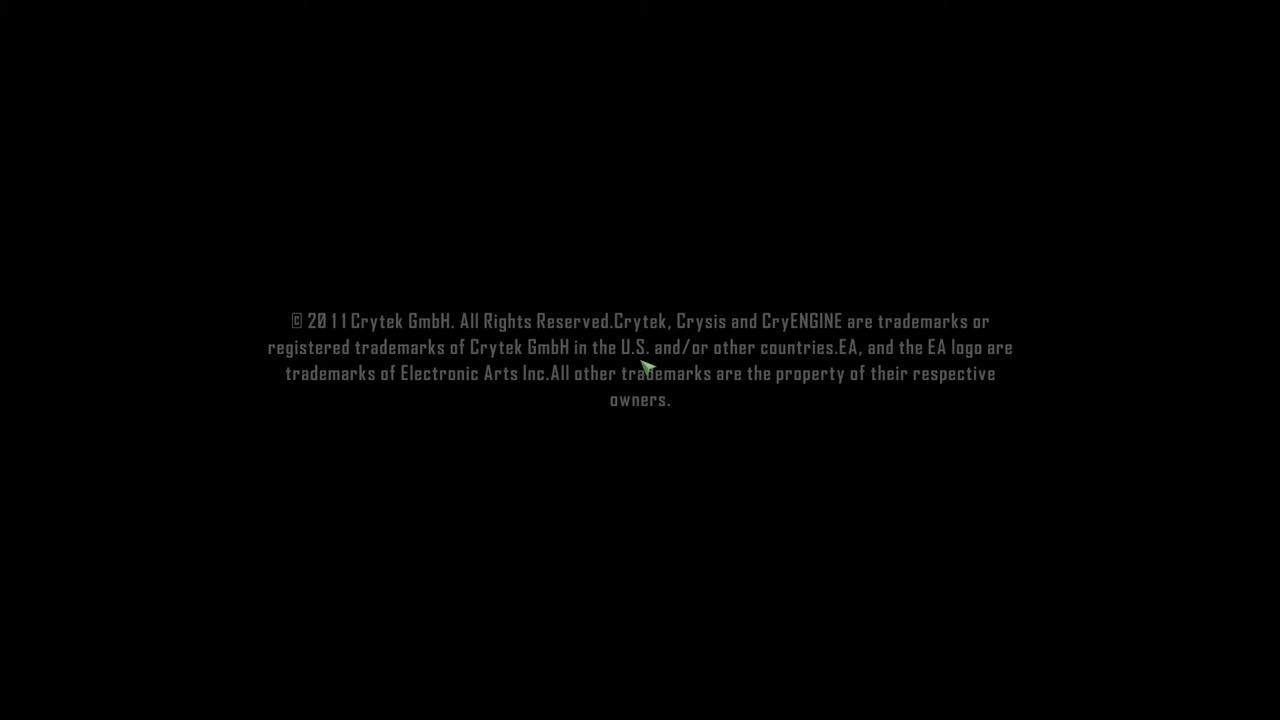 © 2011 Crytek GmbH. All Rights Reserved.Crytek, Crysis and CryENGINE are trademarks or
registered trademarks of Crytek GmbH in the U.S. and/or other countries.EA, and the EA logo are
trademarks of Electronic Arts Inc.All other trademarks are the property of their respective
owners.